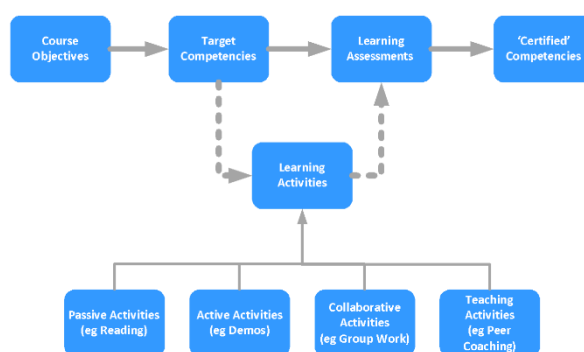 Course
Objectives
Target
Competencies
Learning
Assessments
‘Certified’
Competencies
Learning
Activities
Passive Activities
(eg Reading)
Active Activities
(eg Demos)
Collaborative
Activities
(eg Group Work)
Teaching
Activities
(eg Peer
Coaching)